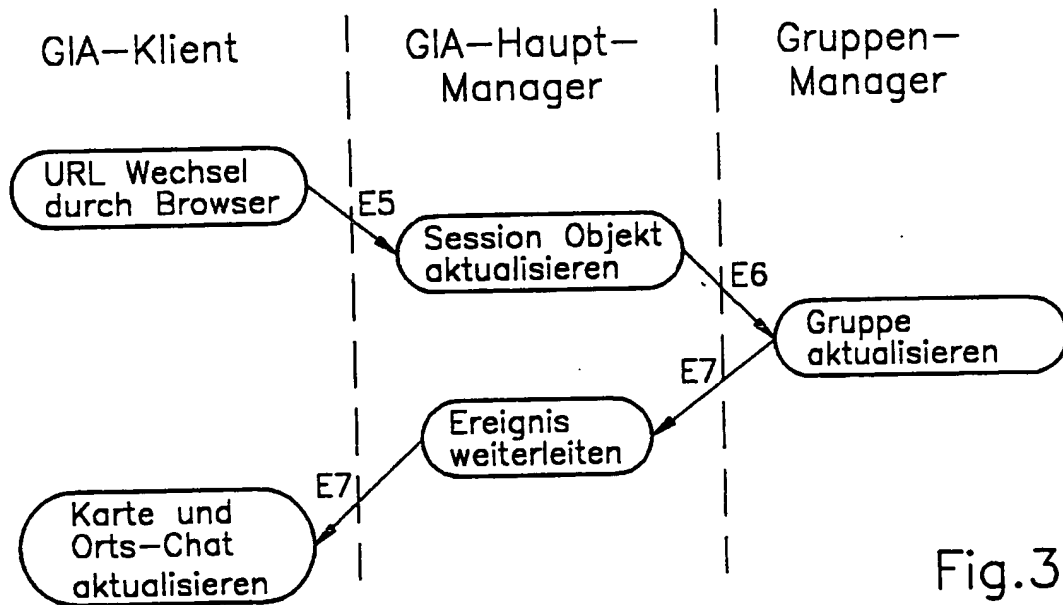 GIA-Klient
GIA-Haupt-
Manager
Gruppen-
Manager
URL Wechsel
durch Browser
E5
Session Objekt
aktualisieren
E6
Gruppe
aktualisieren
E7
Ereignis
weiterleiten
E7
Karte und
Orts-Chat
aktualisieren
Fig.3